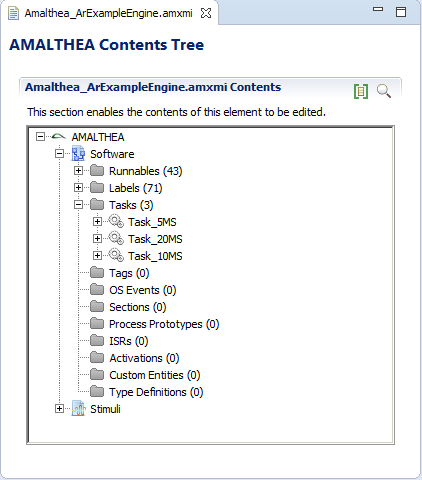 Amalthea_ArExampleEngine.amxmi
AMALTHEA Contents Tree
Amalthea_ArExampleEngine.amxmi Contents
This section enables the contents of this element to be edited.
AMALTHEA
Software
Runnables (43)
Labels (71)
Tasks (3)
Task_5MS
Task_20MS
Task_10MS
Tags (0)
OS Events (0)
Sections (0)
Process Prototypes (0)
ISRs (0)
Activations (0)
Custom Entities (0)
Type Definitions (0)
Stimuli